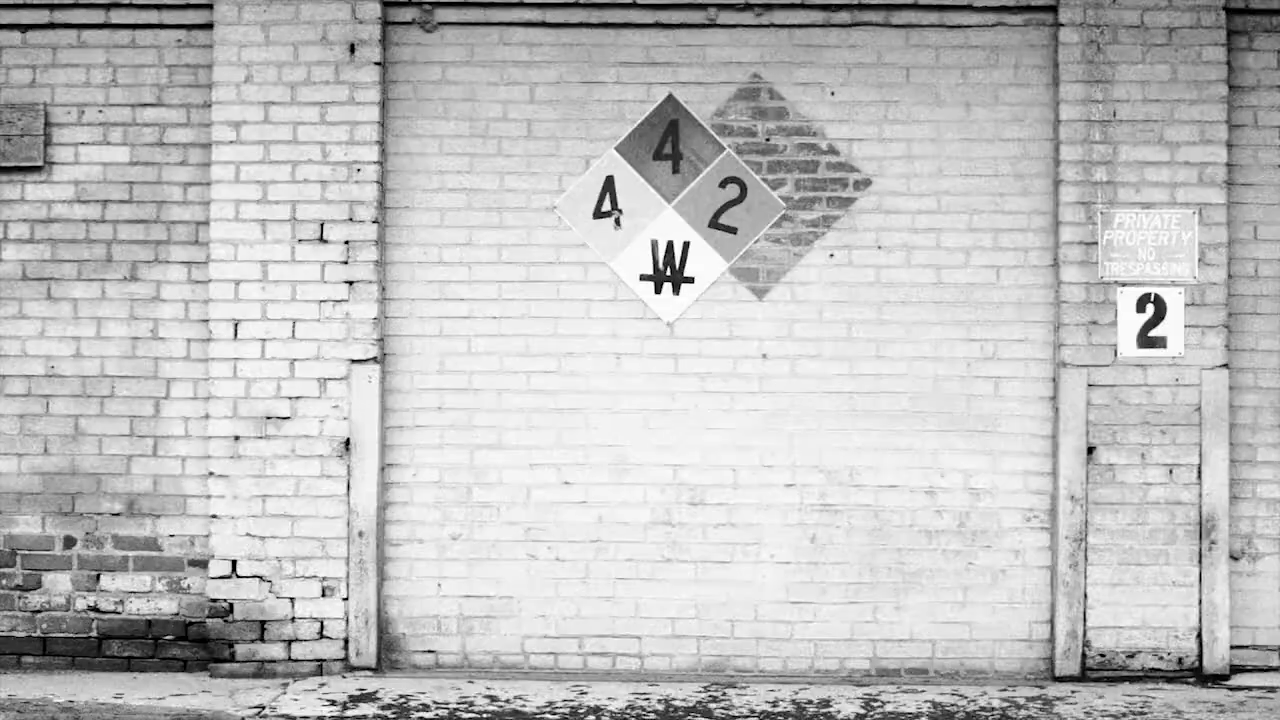 4
4 2
W
PRIVATE
PROPERTY
NO
TRESPASSING
2